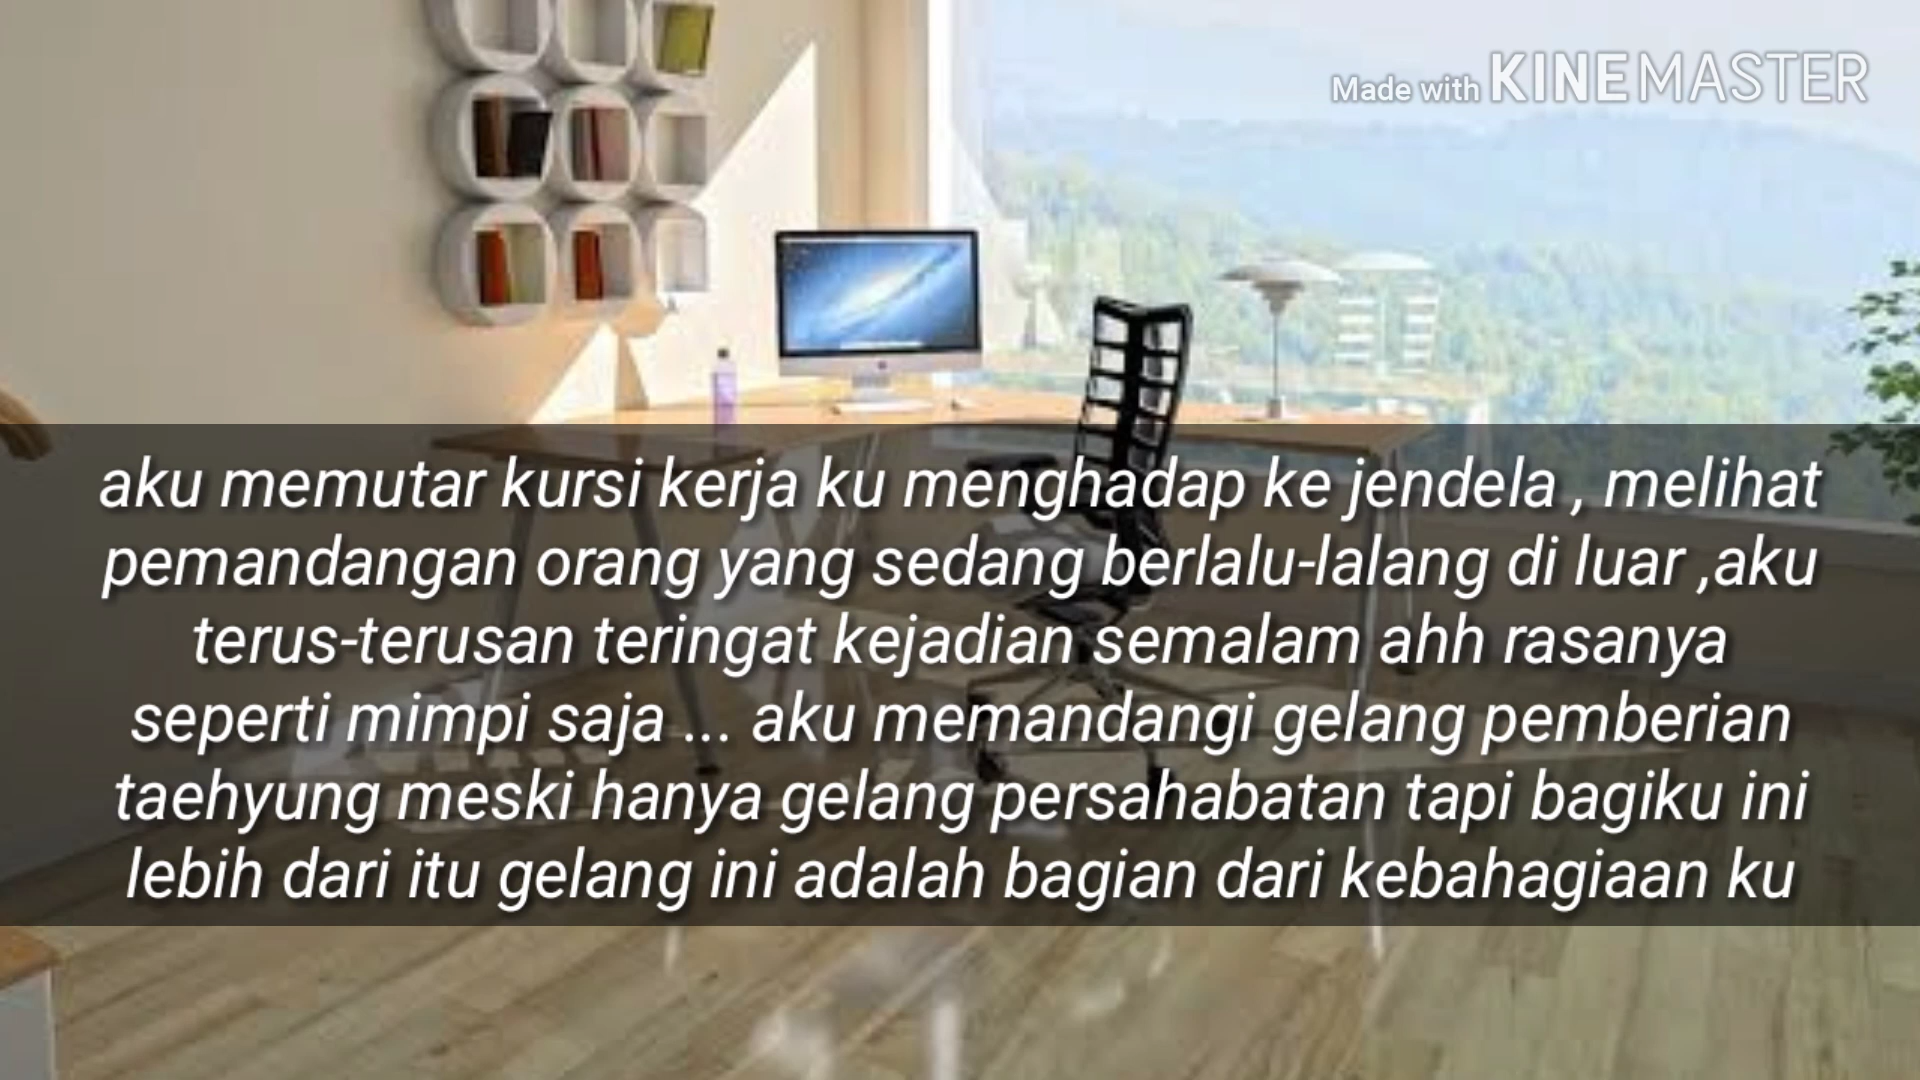 Made with KINEMASTER
aku memutar kursi kerja ku menghadap ke jendela , melihat
pemandangan orang yang sedang berlalu-lalang di luar ,aku
terus-terusan teringat kejadian semalam ahh rasanya
seperti mimpi saja ... aku memandangi gelang pemberian
taehyung meski hanya gelang persahabatan tapi bagiku ini
lebih dari itu gelang ini adalah bagian dari kebahagiaan ku